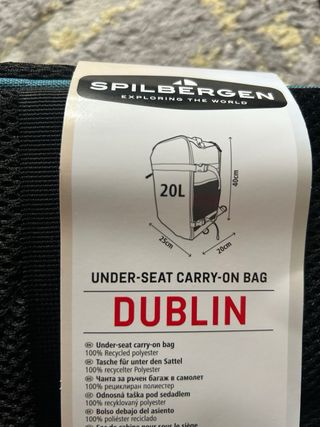 SPILBERGEN
EXPLORING THE WORLD
20L
40cm
25cm
20cm
UNDER-SEAT CARRY-ON BAG
DUBLIN
Under-seat carry-on bag
100% Recycled polyester
Tasche für unter den Sattel
100% recycelter Polyester
Чанта за ръчен багаж в самолет
100% рециклиран полиестер
Odnosná taška pod sedadlem
100% recyklovaný polyester
Bolso debajo del asiento
100% poliéster reciclado